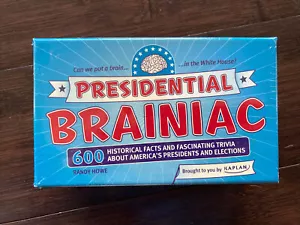 Can we put a brain... ...in the White House!
PRESIDENTIAL
BRAINIAC
600 HISTORICAL FACTS AND FASCINATING TRIVIA
ABOUT AMERICA'S PRESIDENTS AND ELECTIONS
RANDY HOWE
Brought to you by KAPLAN